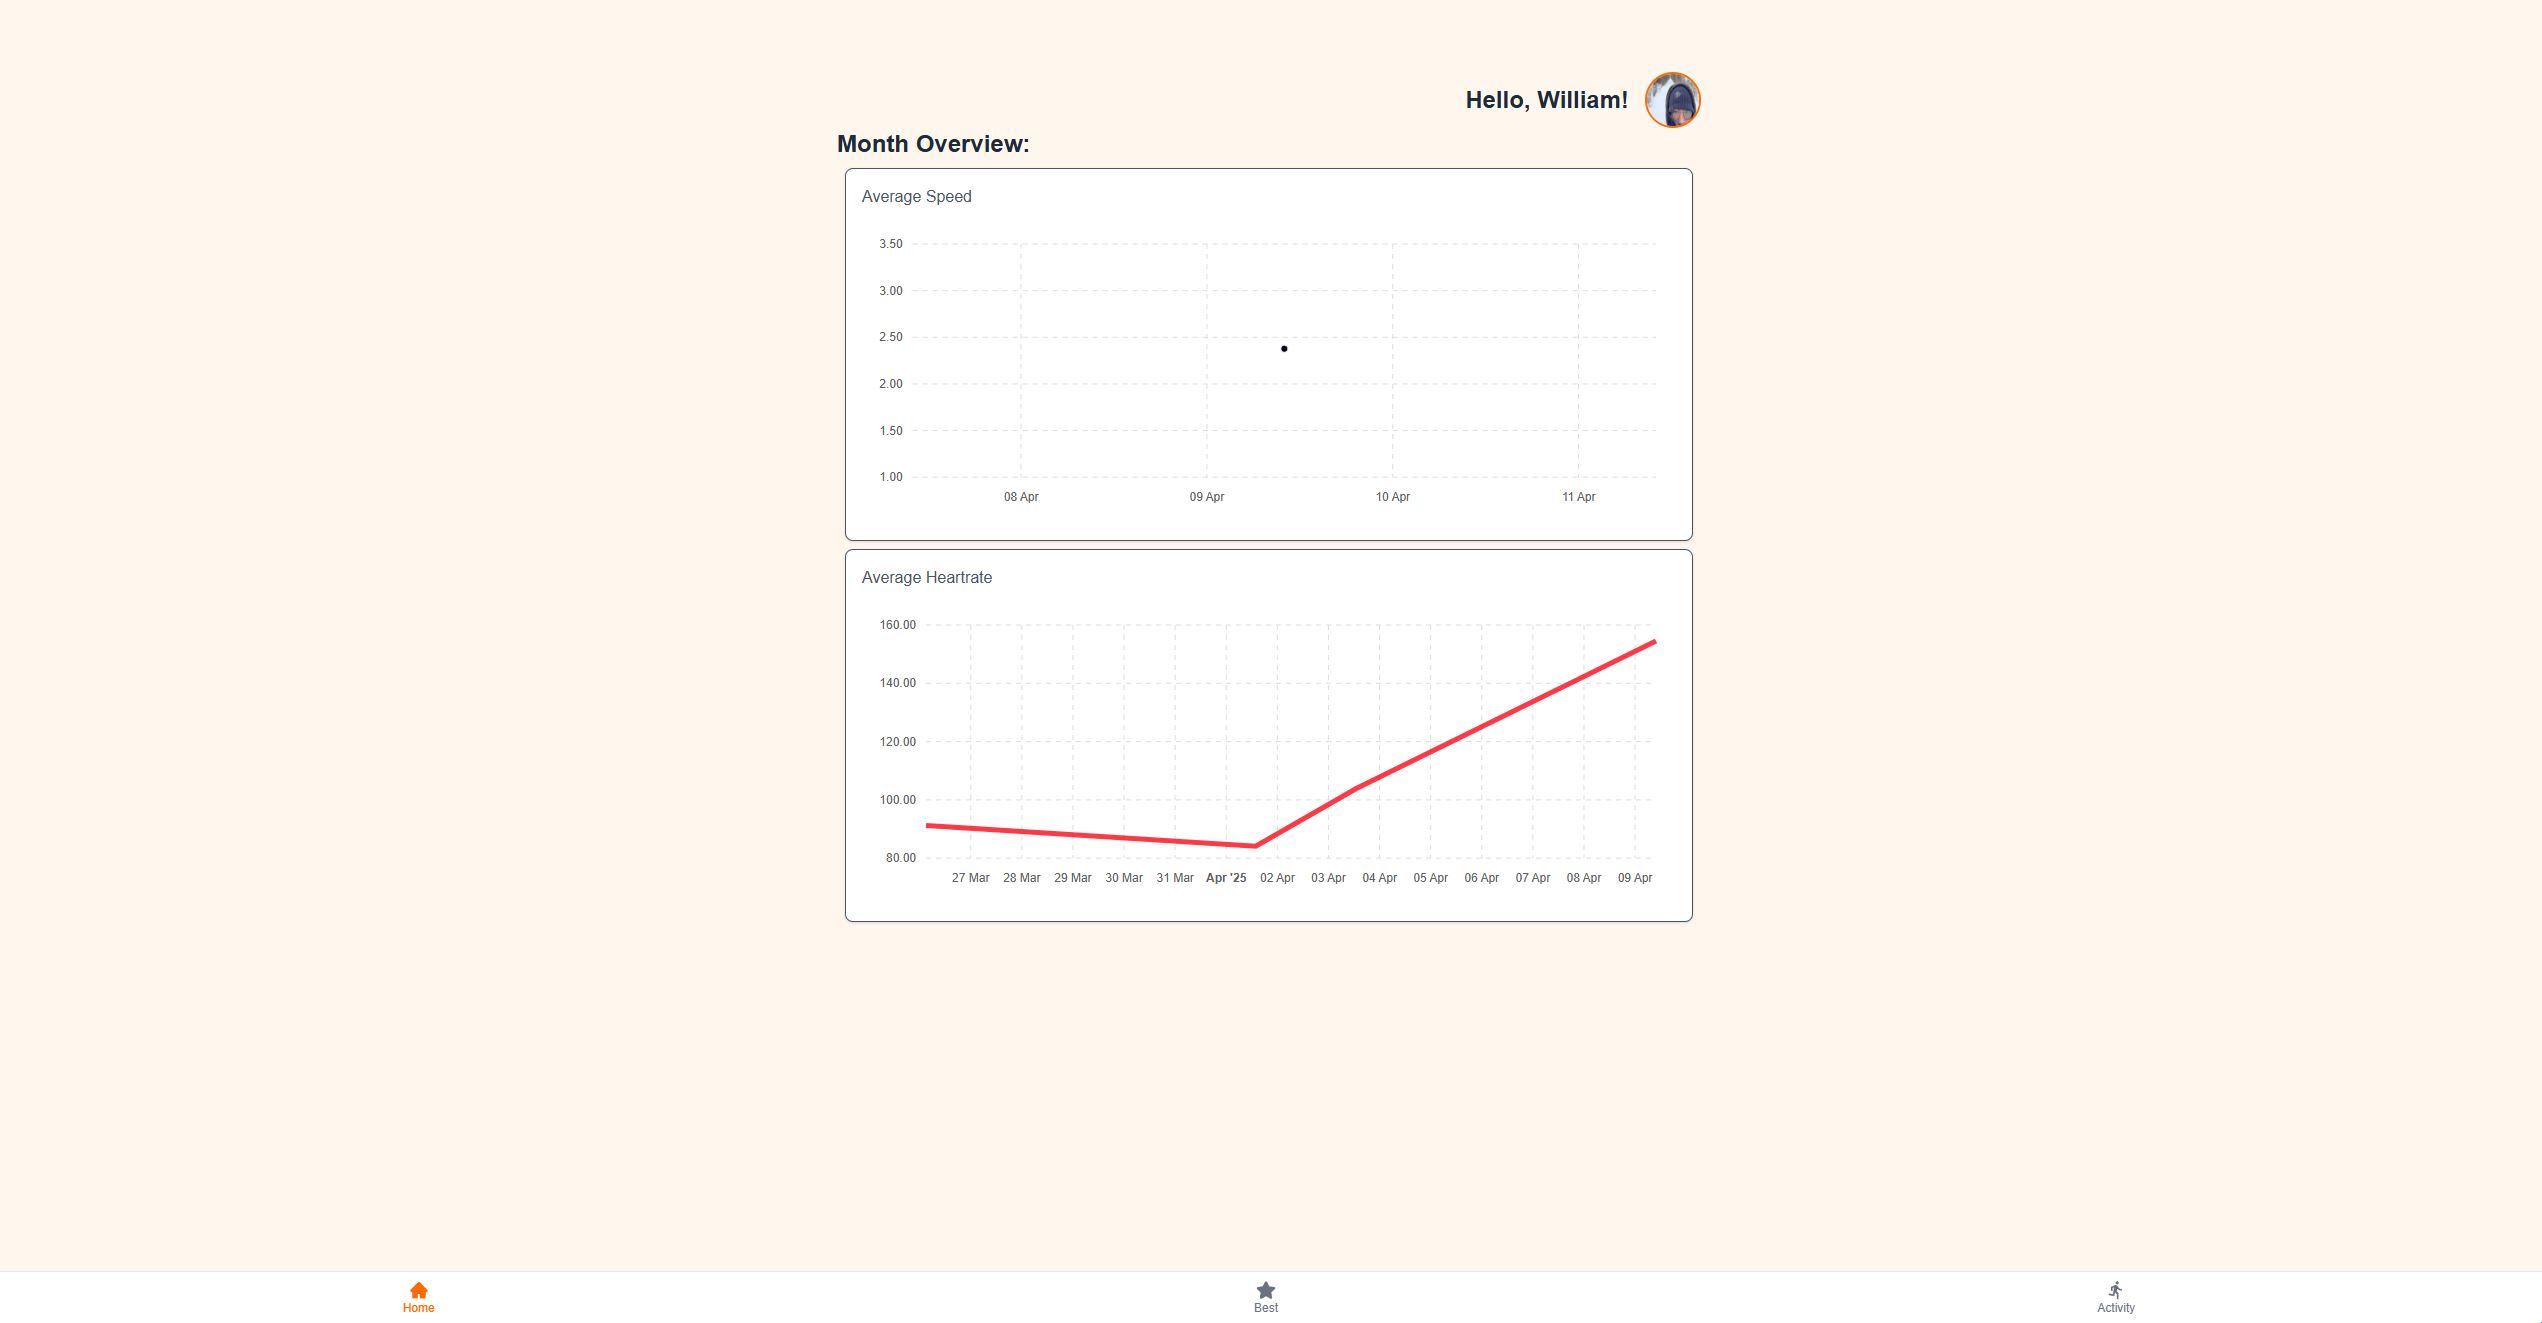 Hello, William!
Month Overview:
Average Speed
3.50
3.00
2.50
2.00
1.50
1.00
08 Apr 09 Apr 10 Apr 11 Apr
Average Heartrate
160.00
140.00
120.00
100.00
80.00
27 Mar 28 Mar 29 Mar 30 Mar 31 Mar Apr '25 02 Apr 03 Apr 04 Apr 05 Apr 06 Apr 07 Apr 08 Apr 09 Apr
Home Best Activity